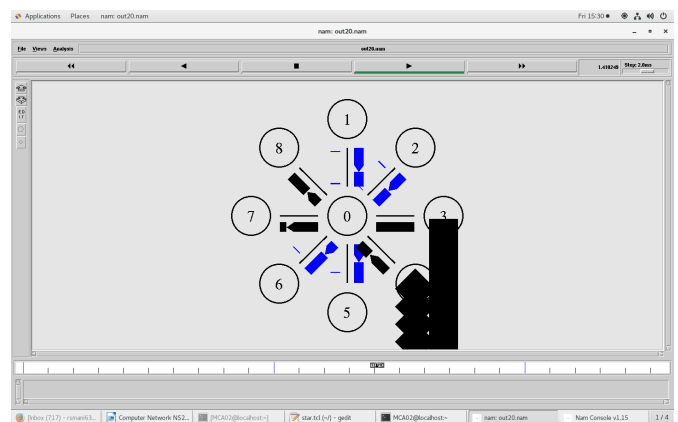 Applications Places nam: out20.nam Fri 15:30
nam: out20.nam
File Views Analysis out20.nam
1.410248 Step: 2.0ms
1
8 2
7 0 3
6
5
[Inbox (717) - rsmani63... Computer Network NS2... [MCA02@localhost:~] star.tcl (~/) - gedit MCA02@localhost:~ nam: out20.nam Nam Console v1.15 1 / 4